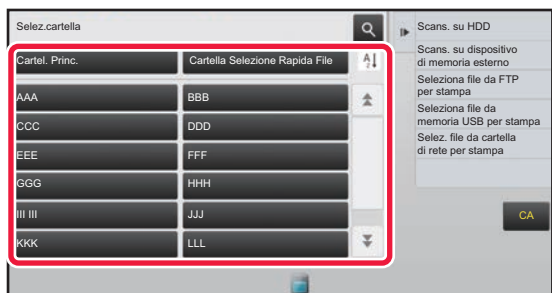 Selez.cartella
Cartel. Princ.
Cartella Selezione Rapida File
AAA
BBB
CCC
DDD
EEE
FFF
GGG
HHH
III III
JJJ
KKK
LLL
Scans. su HDD
Scans. su dispositivo
di memoria esterno
Seleziona file da FTP
per stampa
Seleziona file da
memoria USB per stampa
Selez. file da cartella
di rete per stampa
CA